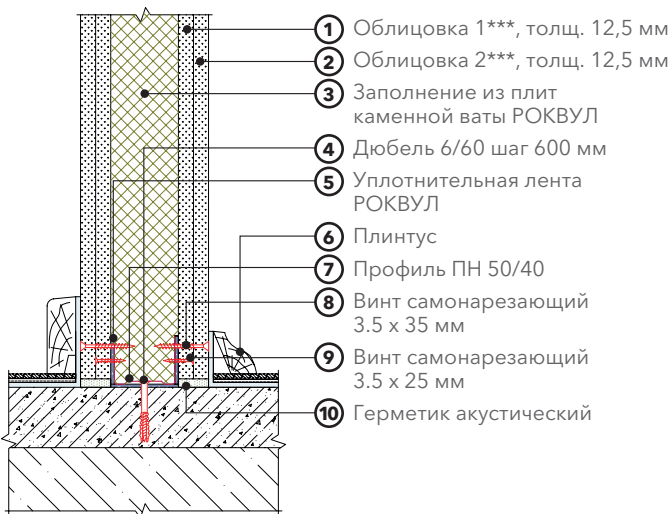 1 Облицовка 1***, толщ. 12,5 мм
2 Облицовка 2***, толщ. 12,5 мм
3 Заполнение из плит
каменной ваты РОКВУЛ
4 Дюбель 6/60 шаг 600 мм
5 Уплотнительная лента
РОКВУЛ
6 Плинтус
7 Профиль ПН 50/40
8 Винт самонарезающий
3.5 х 35 мм
9 Винт самонарезающий
3.5 х 25 мм
10 Герметик акустический